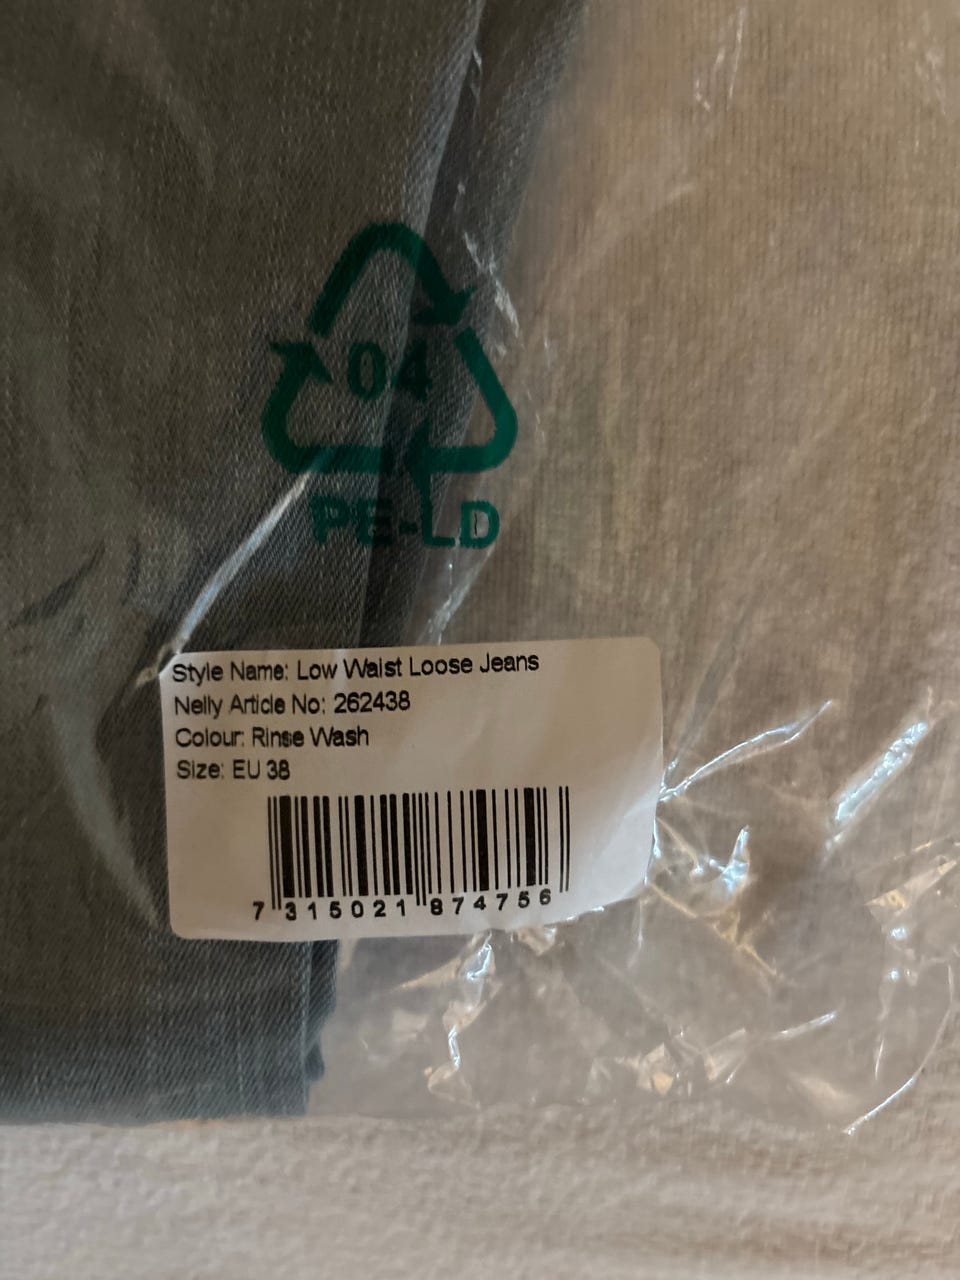 04
PE-LD
Style Name: Low Waist Loose Jeans
Nelly Article No: 262438
Colour: Rinse Wash
Size: EU 38
7 315021 874756